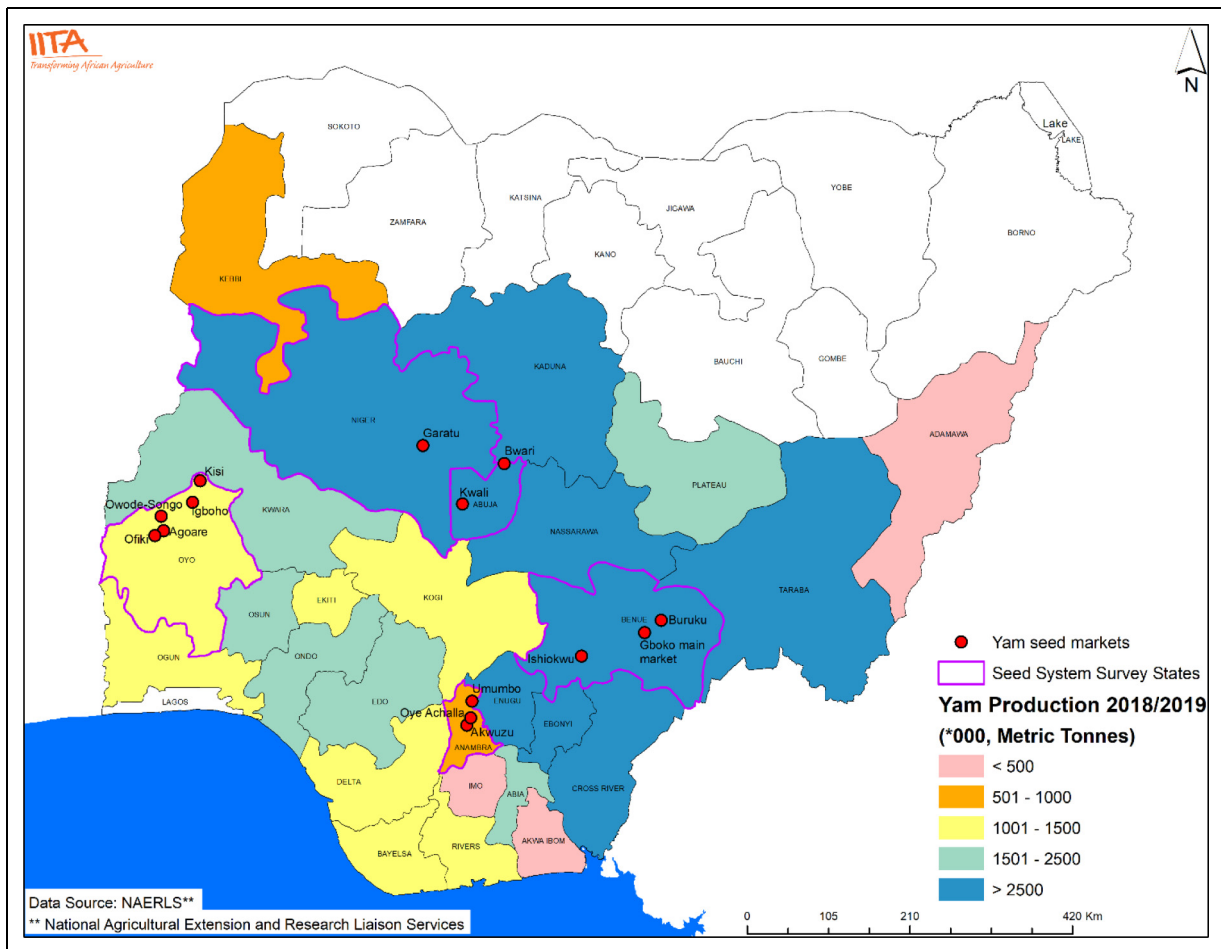 IITA
Transforming African Agriculture
N
Lake
LAKE
SOKOTO
KATSINA
YOBE
JIGAWA
ZAMFARA
BORNO
KANO
KEBBI
BAUCHI
GOMBE
KADUNA
NIGER
ADAMAWA
Garatu
Bwari
Kisi
PLATEAU
Kwali
ABUJA
Owode-Songo
Igboho
KWARA
NASSARAWA
Agoare
Ofiki
OYO
TARABA
EKITI
KOGI
OSUN
BENUE
Buruku
Gboko main
market
ONDO
Ishiokwu
OGUN
Umumbo
ENUGU
LAGOS
EDO
Oye Achalla
EBONYI
Akwuzu
ANAMBRA
DELTA
IMO
ABIA
CROSS RIVER
AKWA IBOM
BAYELSA
RIVERS
Yam seed markets
Seed System Survey States
Yam Production 2018/2019
(*000, Metric Tonnes)
< 500
501 - 1000
1001 - 1500
1501 - 2500
> 2500
Data Source: NAERLS**
** National Agricultural Extension and Research Liaison Services
0 105 210 420 Km